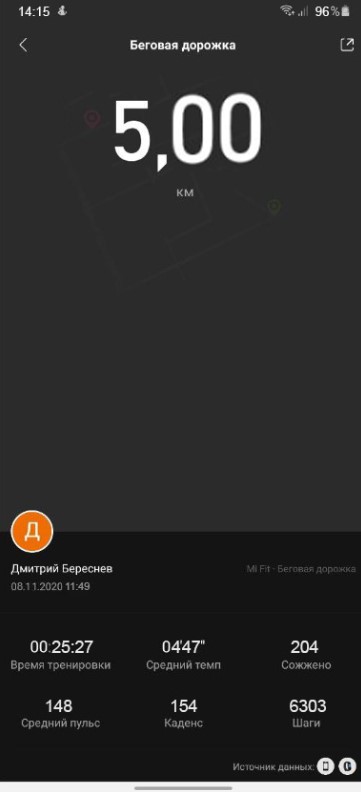 14:15 96%
Беговая дорожка
5,00
км
Д
Дмитрий Береснев
Mi Fit - Беговая дорожка
08.11.2020 11:49
00:25:27 04'47" 204
Время тренировки Средний темп Сожжено
148 154 6303
Средний пульс Каденс Шаги
Источник данных: